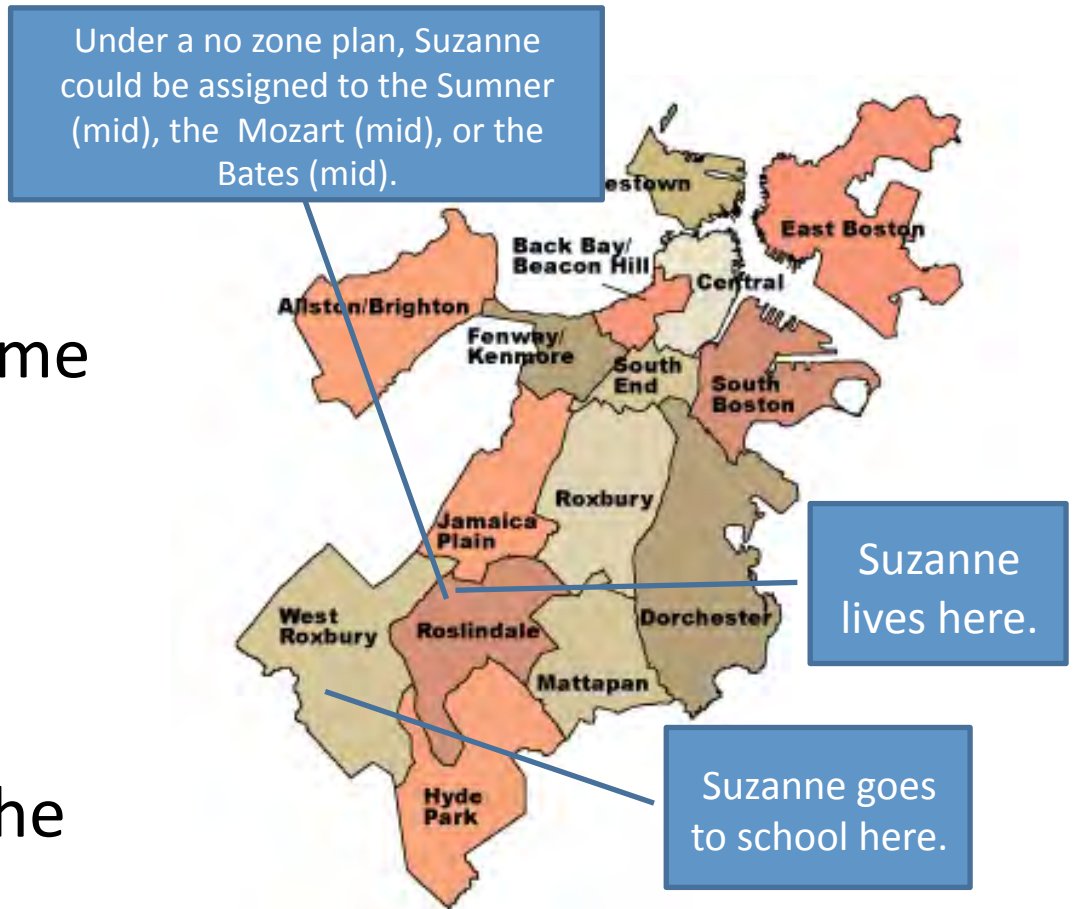 Under a no zone plan, Suzanne
could be assigned to the Sumner
(mid), the Mozart (mid), or the
Bates (mid).
estown
East Boston
Back Bay/
Beacon Hill
Central
Allston/Brighton
Fenway/
Kenmore
South
End
South
Boston
me
Roxbury
Jamaica
Plain
Suzanne
lives here.
West
Roxbury
Roslindale
Dorchester
Mattapan
Suzanne goes
to school here.
Hyde
Park
he